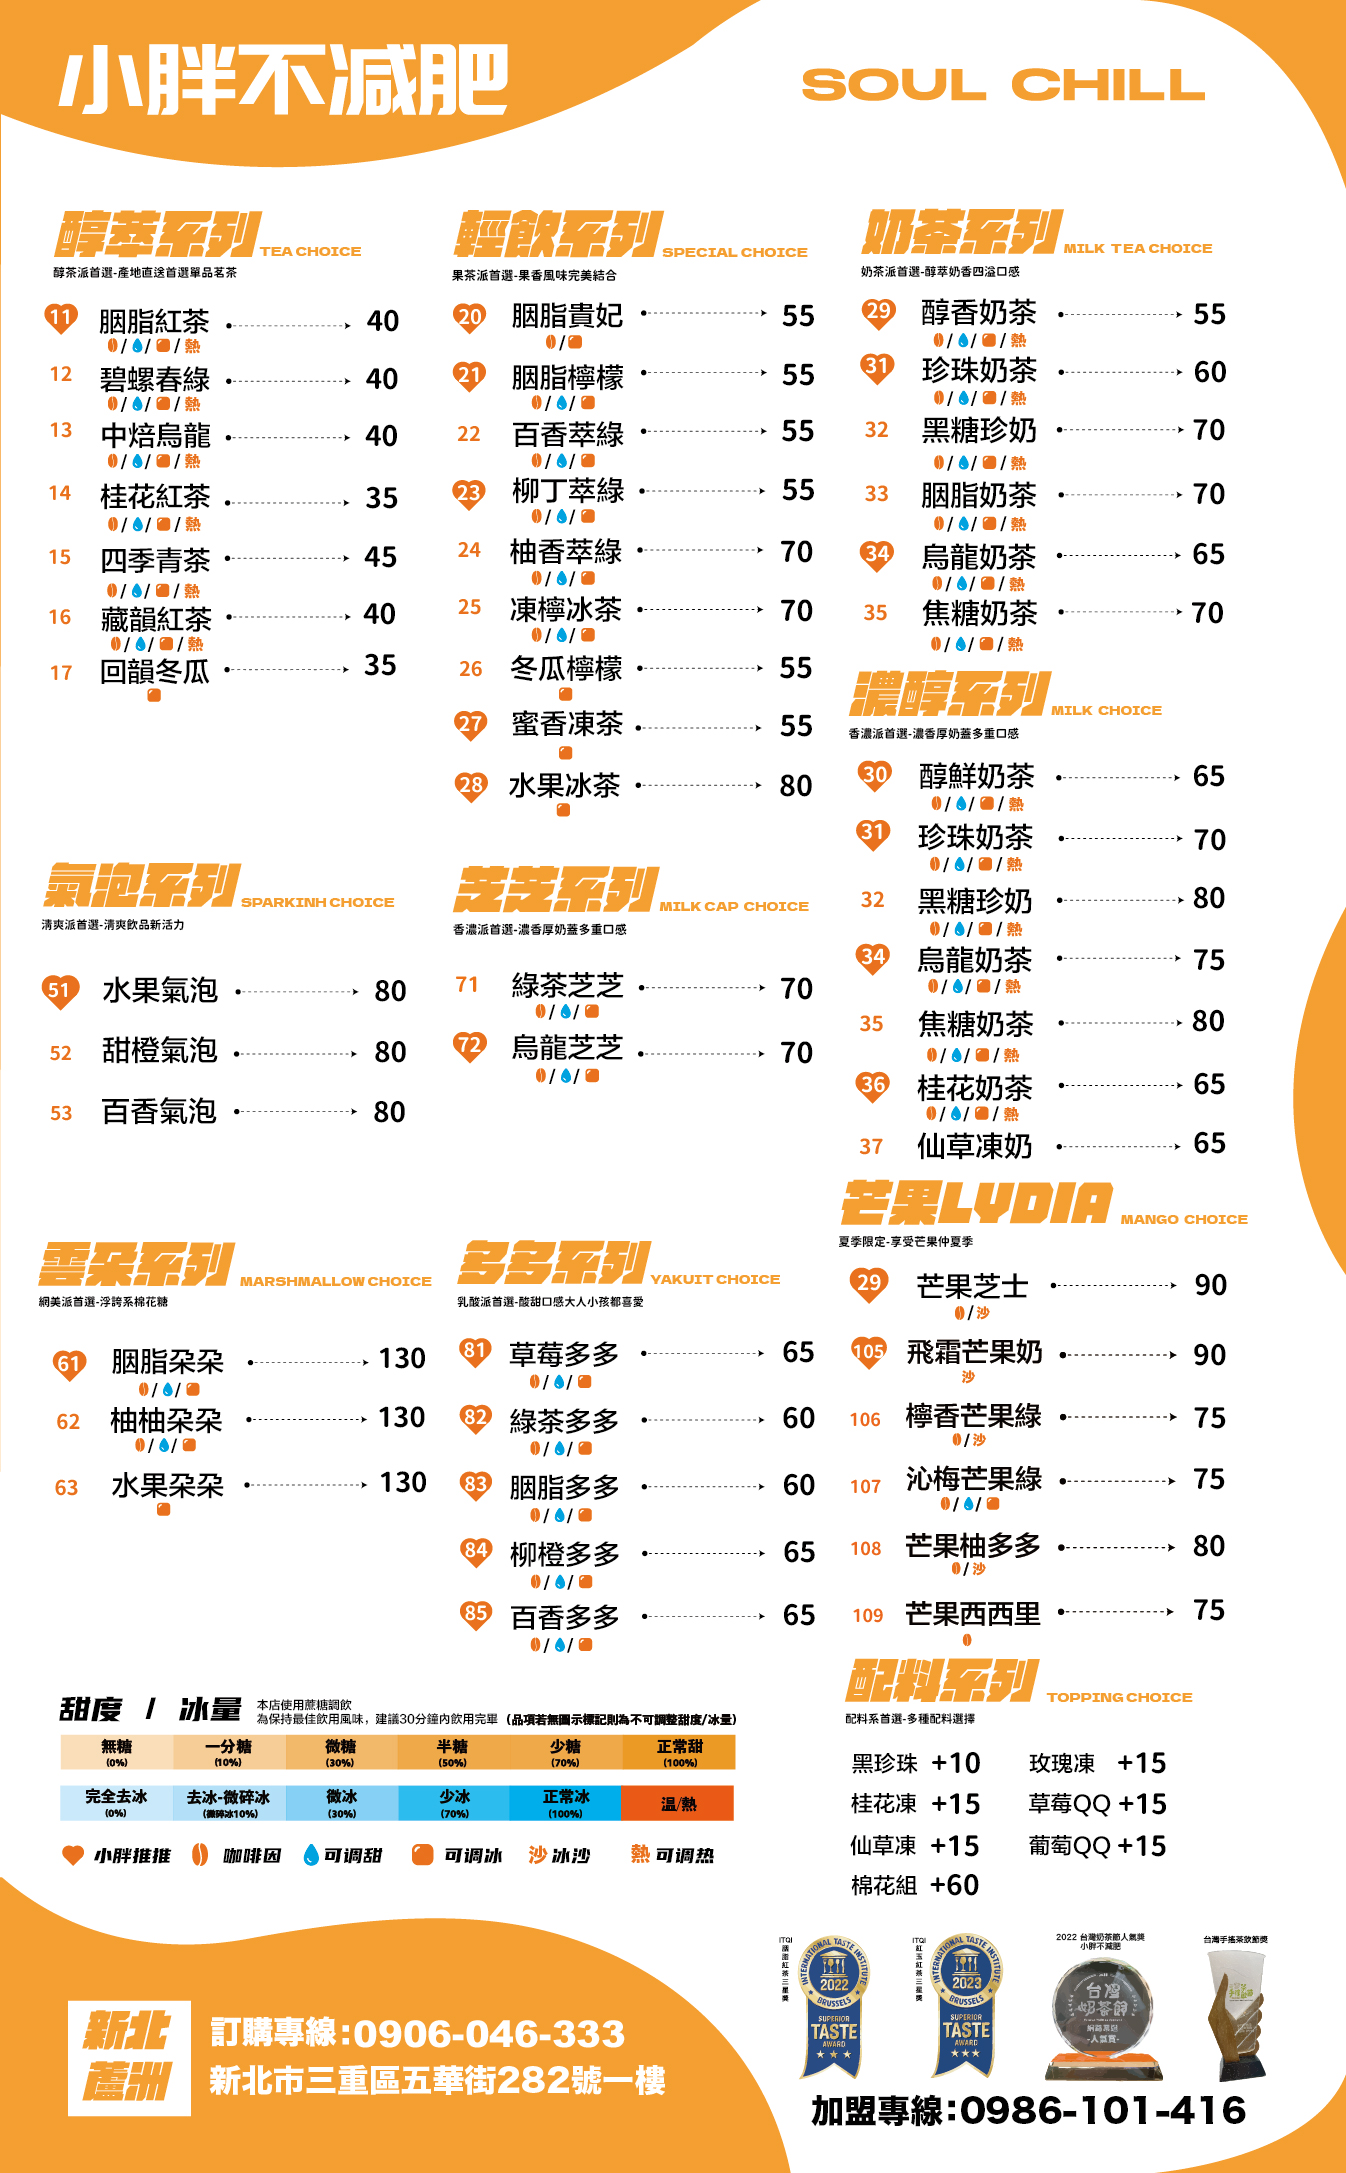 小胖不減肥
SOUL CHILL
醇萃系列 TEA CHOICE
醇茶派首選-產地直送首選單品茗茶
11 胭脂紅茶 40
/ / / 熱
12 碧螺春綠 40
/ / / 熱
13 中焙烏龍 40
/ / / 熱
14 桂花紅茶 35
/ / / 熱
15 四季青茶 45
/ / / 熱
16 藏韻紅茶 40
/ / / 熱
17 回韻冬瓜 35
輕飲系列 SPECIAL CHOICE
果茶派首選-果香風味完美結合
20 胭脂貴妃 55
/
21 胭脂檸檬 55
/ /
22 百香萃綠 55
/ /
23 柳丁萃綠 55
/ /
24 柚香萃綠 70
/ /
25 凍檸冰茶 70
/ /
26 冬瓜檸檬 55
27 蜜香凍茶 55
28 水果冰茶 80
奶茶系列 MILK TEA CHOICE
奶茶派首選-醇萃奶香四溢口感
29 醇香奶茶 55
/ / / 熱
31 珍珠奶茶 60
/ / / 熱
32 黑糖珍奶 70
/ / / 熱
33 胭脂奶茶 70
/ / / 熱
34 烏龍奶茶 65
/ / / 熱
35 焦糖奶茶 70
/ / / 熱
濃醇系列 MILK CHOICE
香濃派首選-濃香厚奶蓋多重口感
30 醇鮮奶茶 65
/ / / 熱
31 珍珠奶茶 70
/ / / 熱
32 黑糖珍奶 80
/ / / 熱
34 烏龍奶茶 75
/ / / 熱
35 焦糖奶茶 80
/ / / 熱
36 桂花奶茶 65
/ / / 熱
37 仙草凍奶 65
氣泡系列 SPARKINH CHOICE
清爽派首選-清爽飲品新活力
51 水果氣泡 80
52 甜橙氣泡 80
53 百香氣泡 80
芝芝系列 MILK CAP CHOICE
香濃派首選-濃香厚奶蓋多重口感
71 綠茶芝芝 70
/ /
72 烏龍芝芝 70
/ /
芒果LYDIA MANGO CHOICE
夏季限定-享受芒果仲夏季
29 芒果芝士 90
/ 沙
105 飛霜芒果奶 90
沙
106 檸香芒果綠 75
/ 沙
107 沁梅芒果綠 75
/ /
108 芒果柚多多 80
/ 沙
109 芒果西西里 75
雲朵系列 MARSHMALLOW CHOICE
網美派首選-浮誇系棉花糖
61 胭脂朵朵 130
/ /
62 柚柚朵朵 130
/ /
63 水果朵朵 130
多多系列 YAKUIT CHOICE
乳酸派首選-酸甜口感大人小孩都喜愛
81 草莓多多 65
/ /
82 綠茶多多 60
/ /
83 胭脂多多 60
/ /
84 柳橙多多 65
/ /
85 百香多多 65
/ /
配料系列 TOPPING CHOICE
配料系首選-多種配料選擇
黑珍珠 +10 玫瑰凍 +15
桂花凍 +15 草莓QQ +15
仙草凍 +15 葡萄QQ +15
棉花組 +60
甜度 / 冰量
本店使用蔗糖調飲
為保持最佳飲用風味，建議30分鐘內飲用完畢（品項若無圖示標記則為不可調整甜度/冰量）
無糖 一分糖 微糖 半糖 少糖 正常甜
(0%) (10%) (30%) (50%) (70%) (100%)
完全去冰 去冰-微碎冰 微冰 少冰 正常冰 温/熱
(0%) (微碎冰10%) (30%) (70%) (100%)
小胖推推 咖啡因 可调甜 可调冰 沙 冰沙 熱 可调热
ITQI 胭脂紅茶三星獎
INTERNATIONAL TASTE INSTITUTE
2022
BRUSSELS
SUPERIOR
TASTE
AWARD
ITQI 紅玉紅茶三星獎
INTERNATIONAL TASTE INSTITUTE
2023
BRUSSELS
SUPERIOR
TASTE
AWARD
2022 台灣奶茶節人氣獎
小胖不減肥
台灣
奶茶節
-人氣賞-
台灣手搖茶飲節獎
新北
蘆洲
訂購專線:0906-046-333
新北市三重區五華街282號一樓
加盟專線:0986-101-416